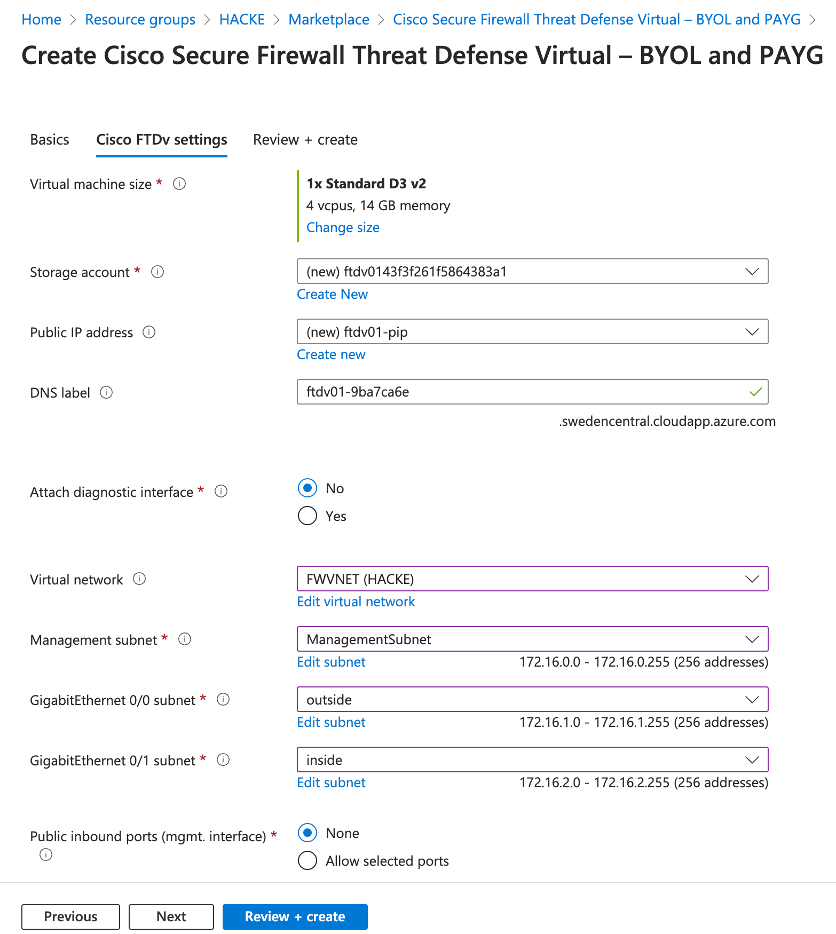 Home > Resource groups > HACKE > Marketplace > Cisco Secure Firewall Threat Defense Virtual – BYOL and PAYG >
Create Cisco Secure Firewall Threat Defense Virtual – BYOL and PAYG
Basics Cisco FTDv settings Review + create
Virtual machine size * 1x Standard D3 v2
4 vcpus, 14 GB memory
Change size
Storage account * (new) ftdv0143f3f261f5864383a1
Create New
Public IP address (new) ftdv01-pip
Create new
DNS label ftdv01-9ba7ca6e
.swedencentral.cloudapp.azure.com
Attach diagnostic interface * No
Yes
Virtual network FWVNET (HACKE)
Edit virtual network
Management subnet * ManagementSubnet
Edit subnet 172.16.0.0 - 172.16.0.255 (256 addresses)
GigabitEthernet 0/0 subnet * outside
Edit subnet 172.16.1.0 - 172.16.1.255 (256 addresses)
GigabitEthernet 0/1 subnet * inside
Edit subnet 172.16.2.0 - 172.16.2.255 (256 addresses)
Public inbound ports (mgmt. interface) * None
Allow selected ports
Previous Next Review + create